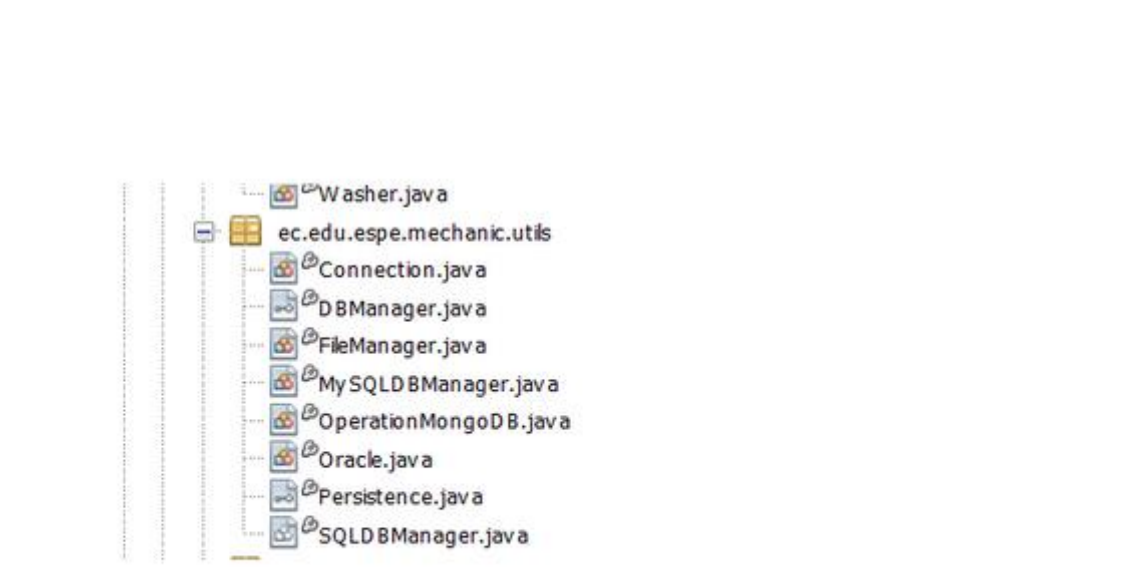 Washer.java
ec.edu.espe.mechanic.utils
Connection.java
DBManager.java
FileManager.java
MySQLDBManager.java
OperationMongoDB.java
Oracle.java
Persistence.java
SQLDBManager.java